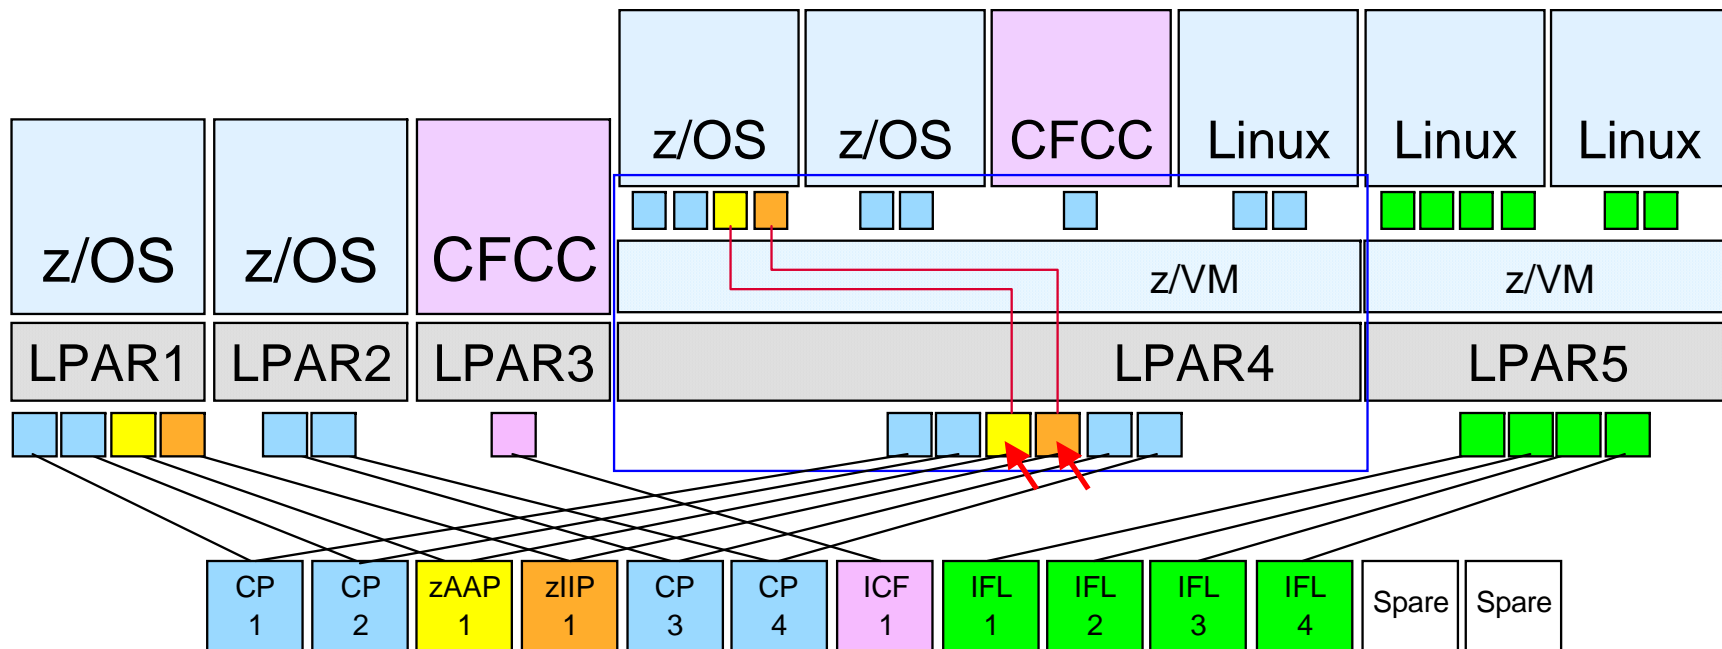 z/OS
z/OS
CFCC
Linux
Linux
Linux
z/OS
z/OS
CFCC
z/VM
z/VM
LPAR1
LPAR2
LPAR3
LPAR4
LPAR5
CP
1
CP
2
zAAP
1
zIIP
1
CP
3
CP
4
ICF
1
IFL
1
IFL
2
IFL
3
IFL
4
Spare
Spare